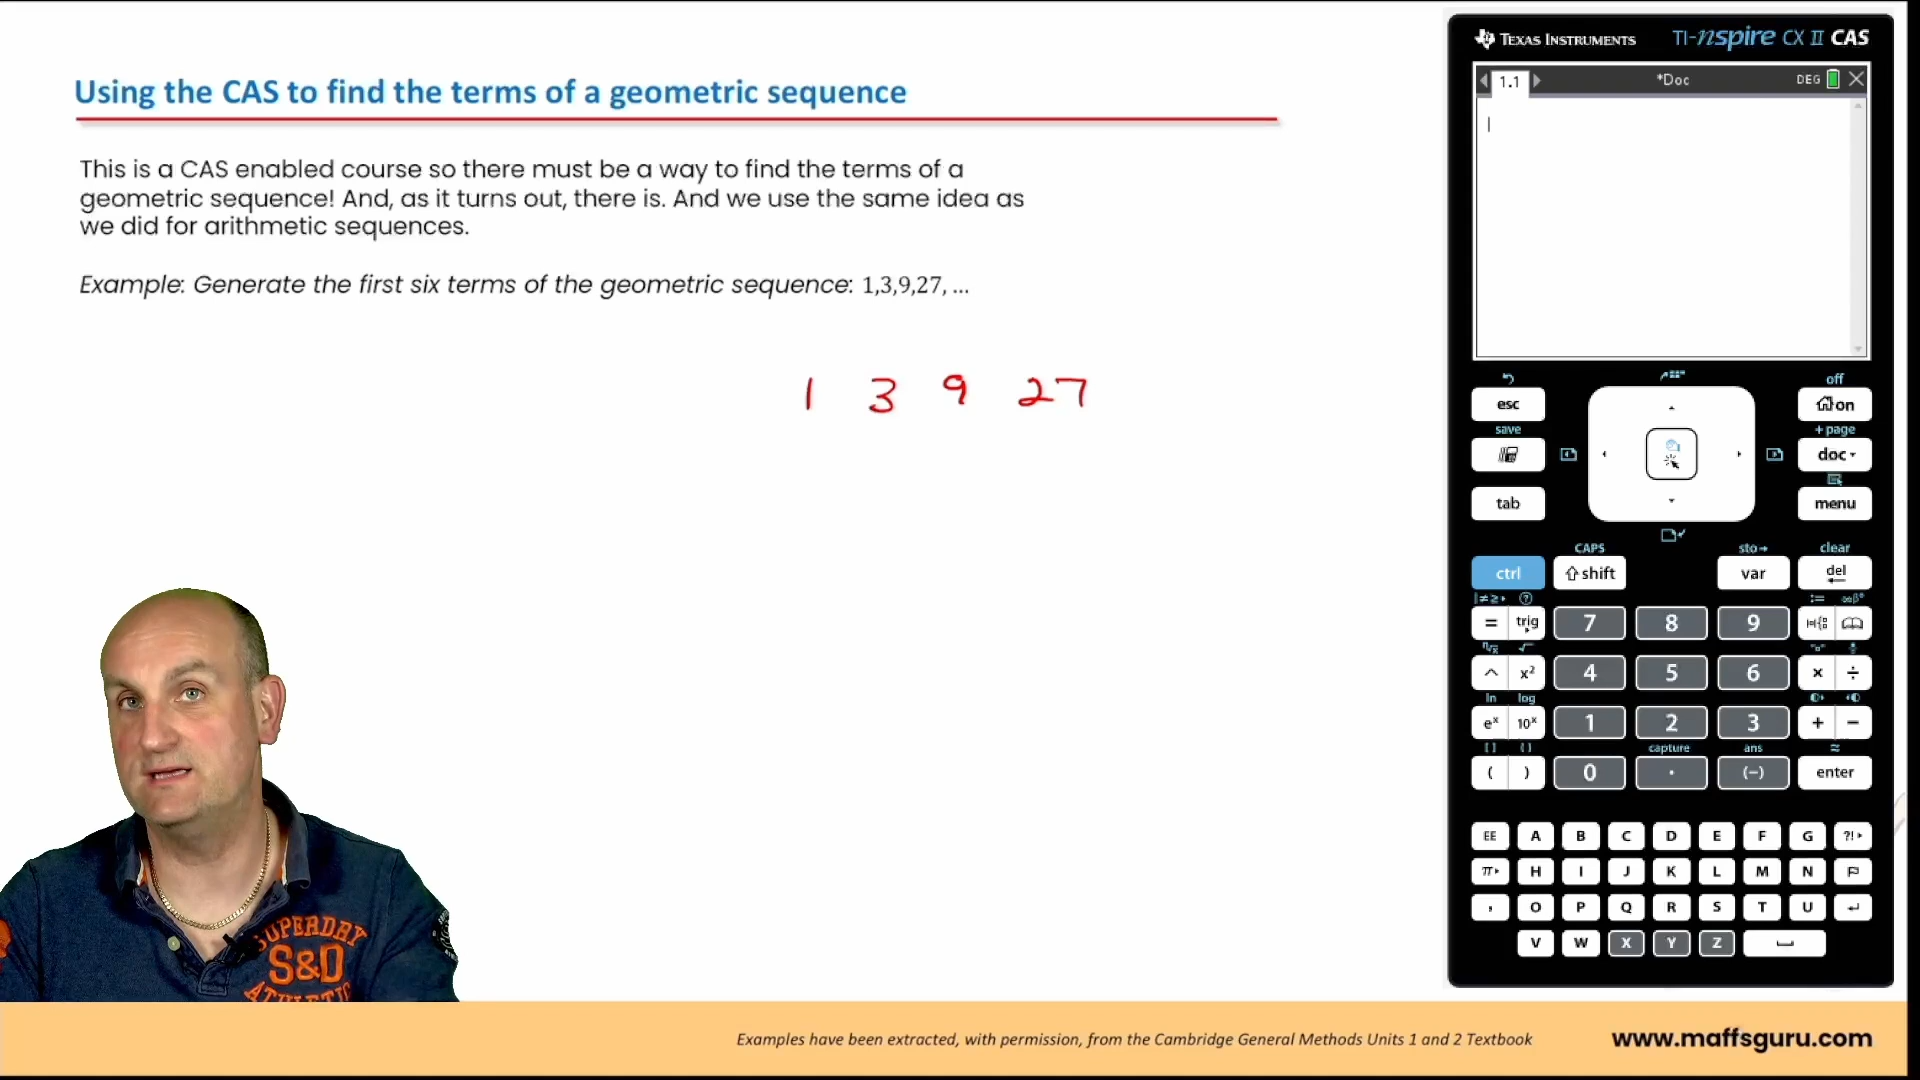 Using the CAS to find the terms of a geometric sequence
This is a CAS enabled course so there must be a way to find the terms of a
geometric sequence! And, as it turns out, there is. And we use the same idea as
we did for arithmetic sequences.
Example: Generate the first six terms of the geometric sequence: 1,3,9,27, ...
1 3 9 27
TEXAS INSTRUMENTS TI-nspire CX II CAS
1.1 *Doc DEG
off
esc on
save + page
doc
tab menu
CAPS sto→ clear
ctrl shift var del
= trig 7 8 9
^ x² 4 5 6 × ÷
ln log
eˣ 10ˣ 1 2 3 + −
[ ] { } capture ans ≈
( ) 0 . (−) enter
EE A B C D E F G ?!
π H I J K L M N
, O P Q R S T U
V W X Y Z
SUPERDRY
S&D
ATHLETIC
Examples have been extracted, with permission, from the Cambridge General Methods Units 1 and 2 Textbook
www.maffsguru.com